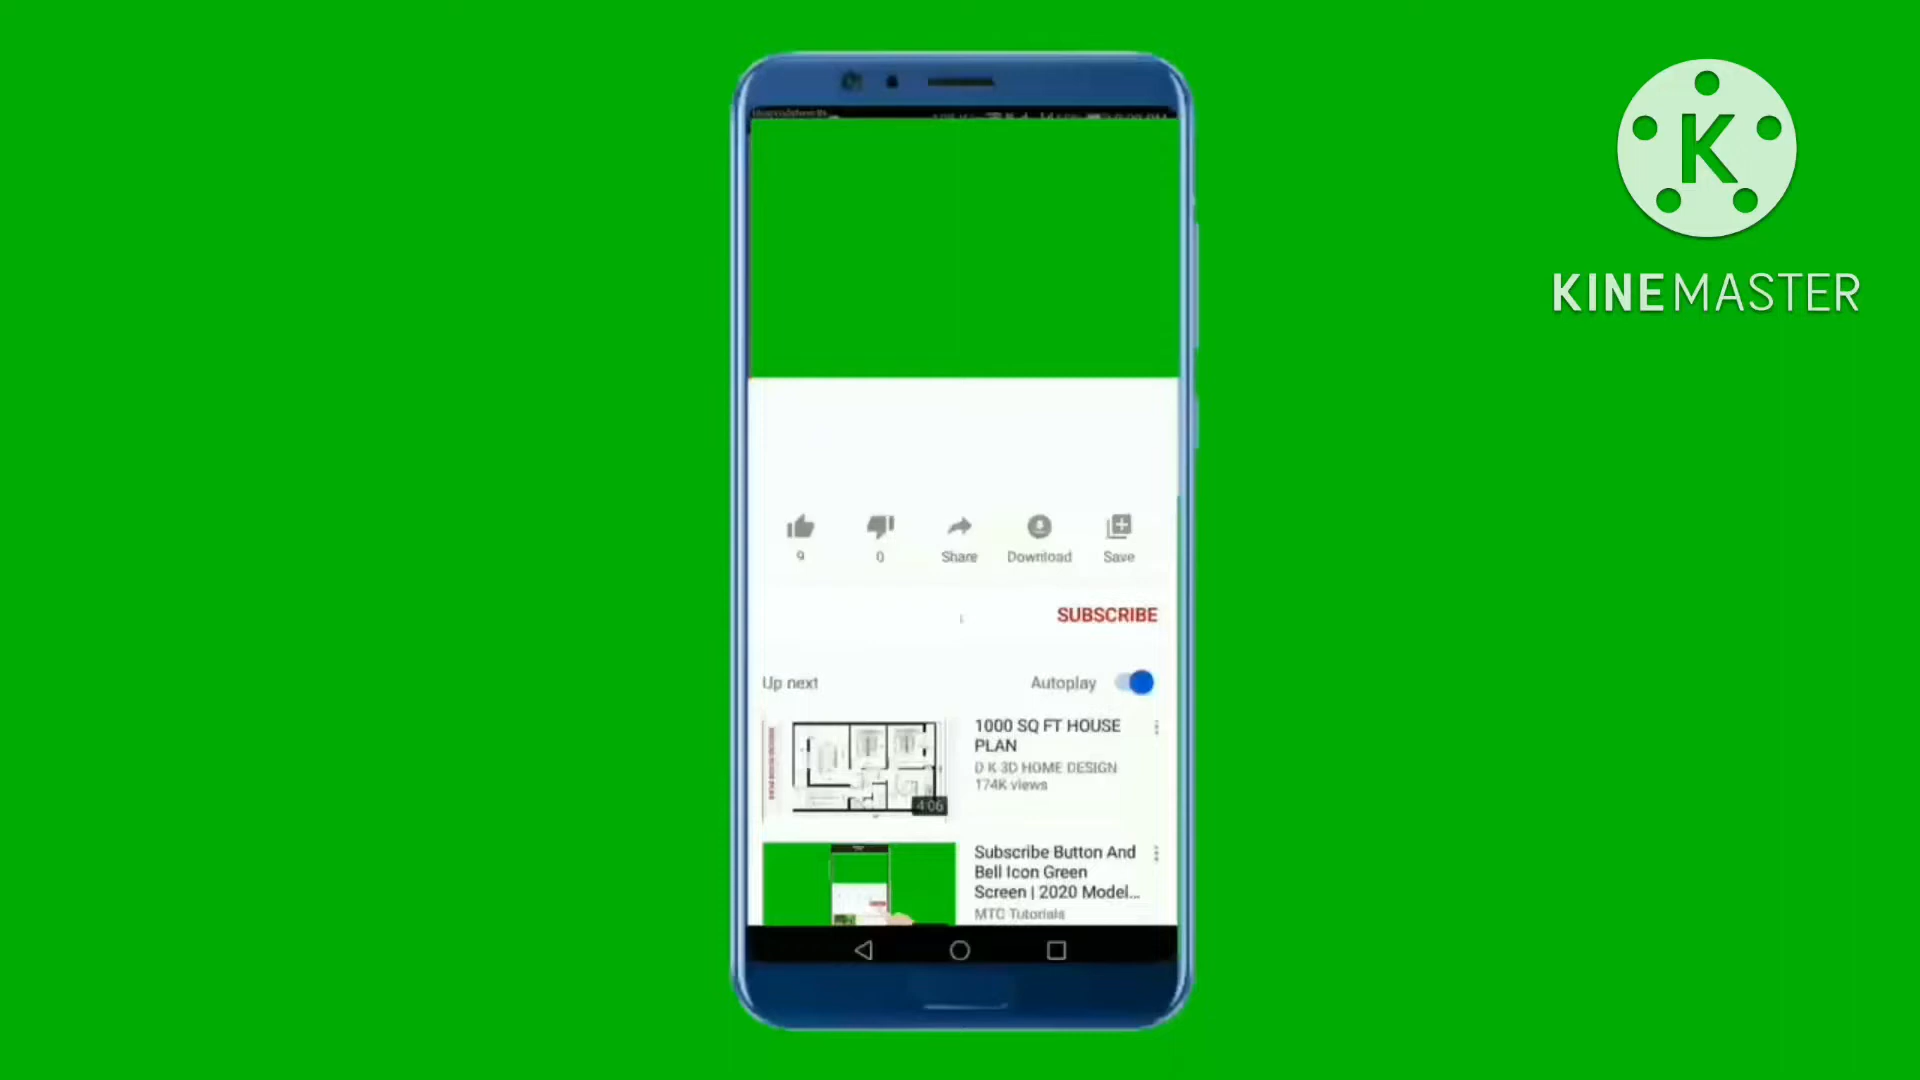 K
KINEMASTER
9
0
Share
Download
Save
SUBSCRIBE
Up next
Autoplay
1000 SQ FT HOUSE
PLAN
D K 3D HOME DESIGN
174K views
4:06
Subscribe Button And
Bell Icon Green
Screen | 2020 Model...
MTC Tutorials